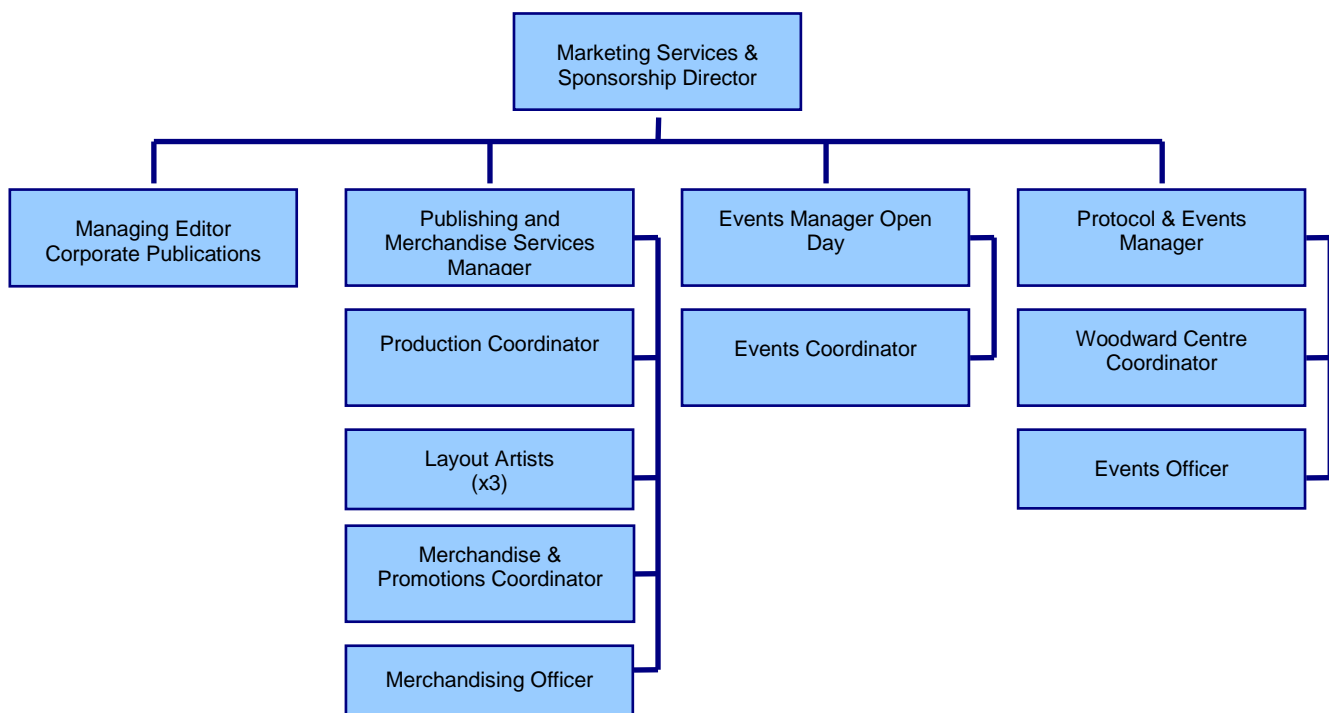 Marketing Services &
Sponsorship Director
Managing Editor
Corporate Publications
Publishing and
Merchandise Services
Manager
Events Manager Open
Day
Protocol & Events
Manager
Production Coordinator
Events Coordinator
Woodward Centre
Coordinator
Layout Artists
(x3)
Events Officer
Merchandise &
Promotions Coordinator
Merchandising Officer